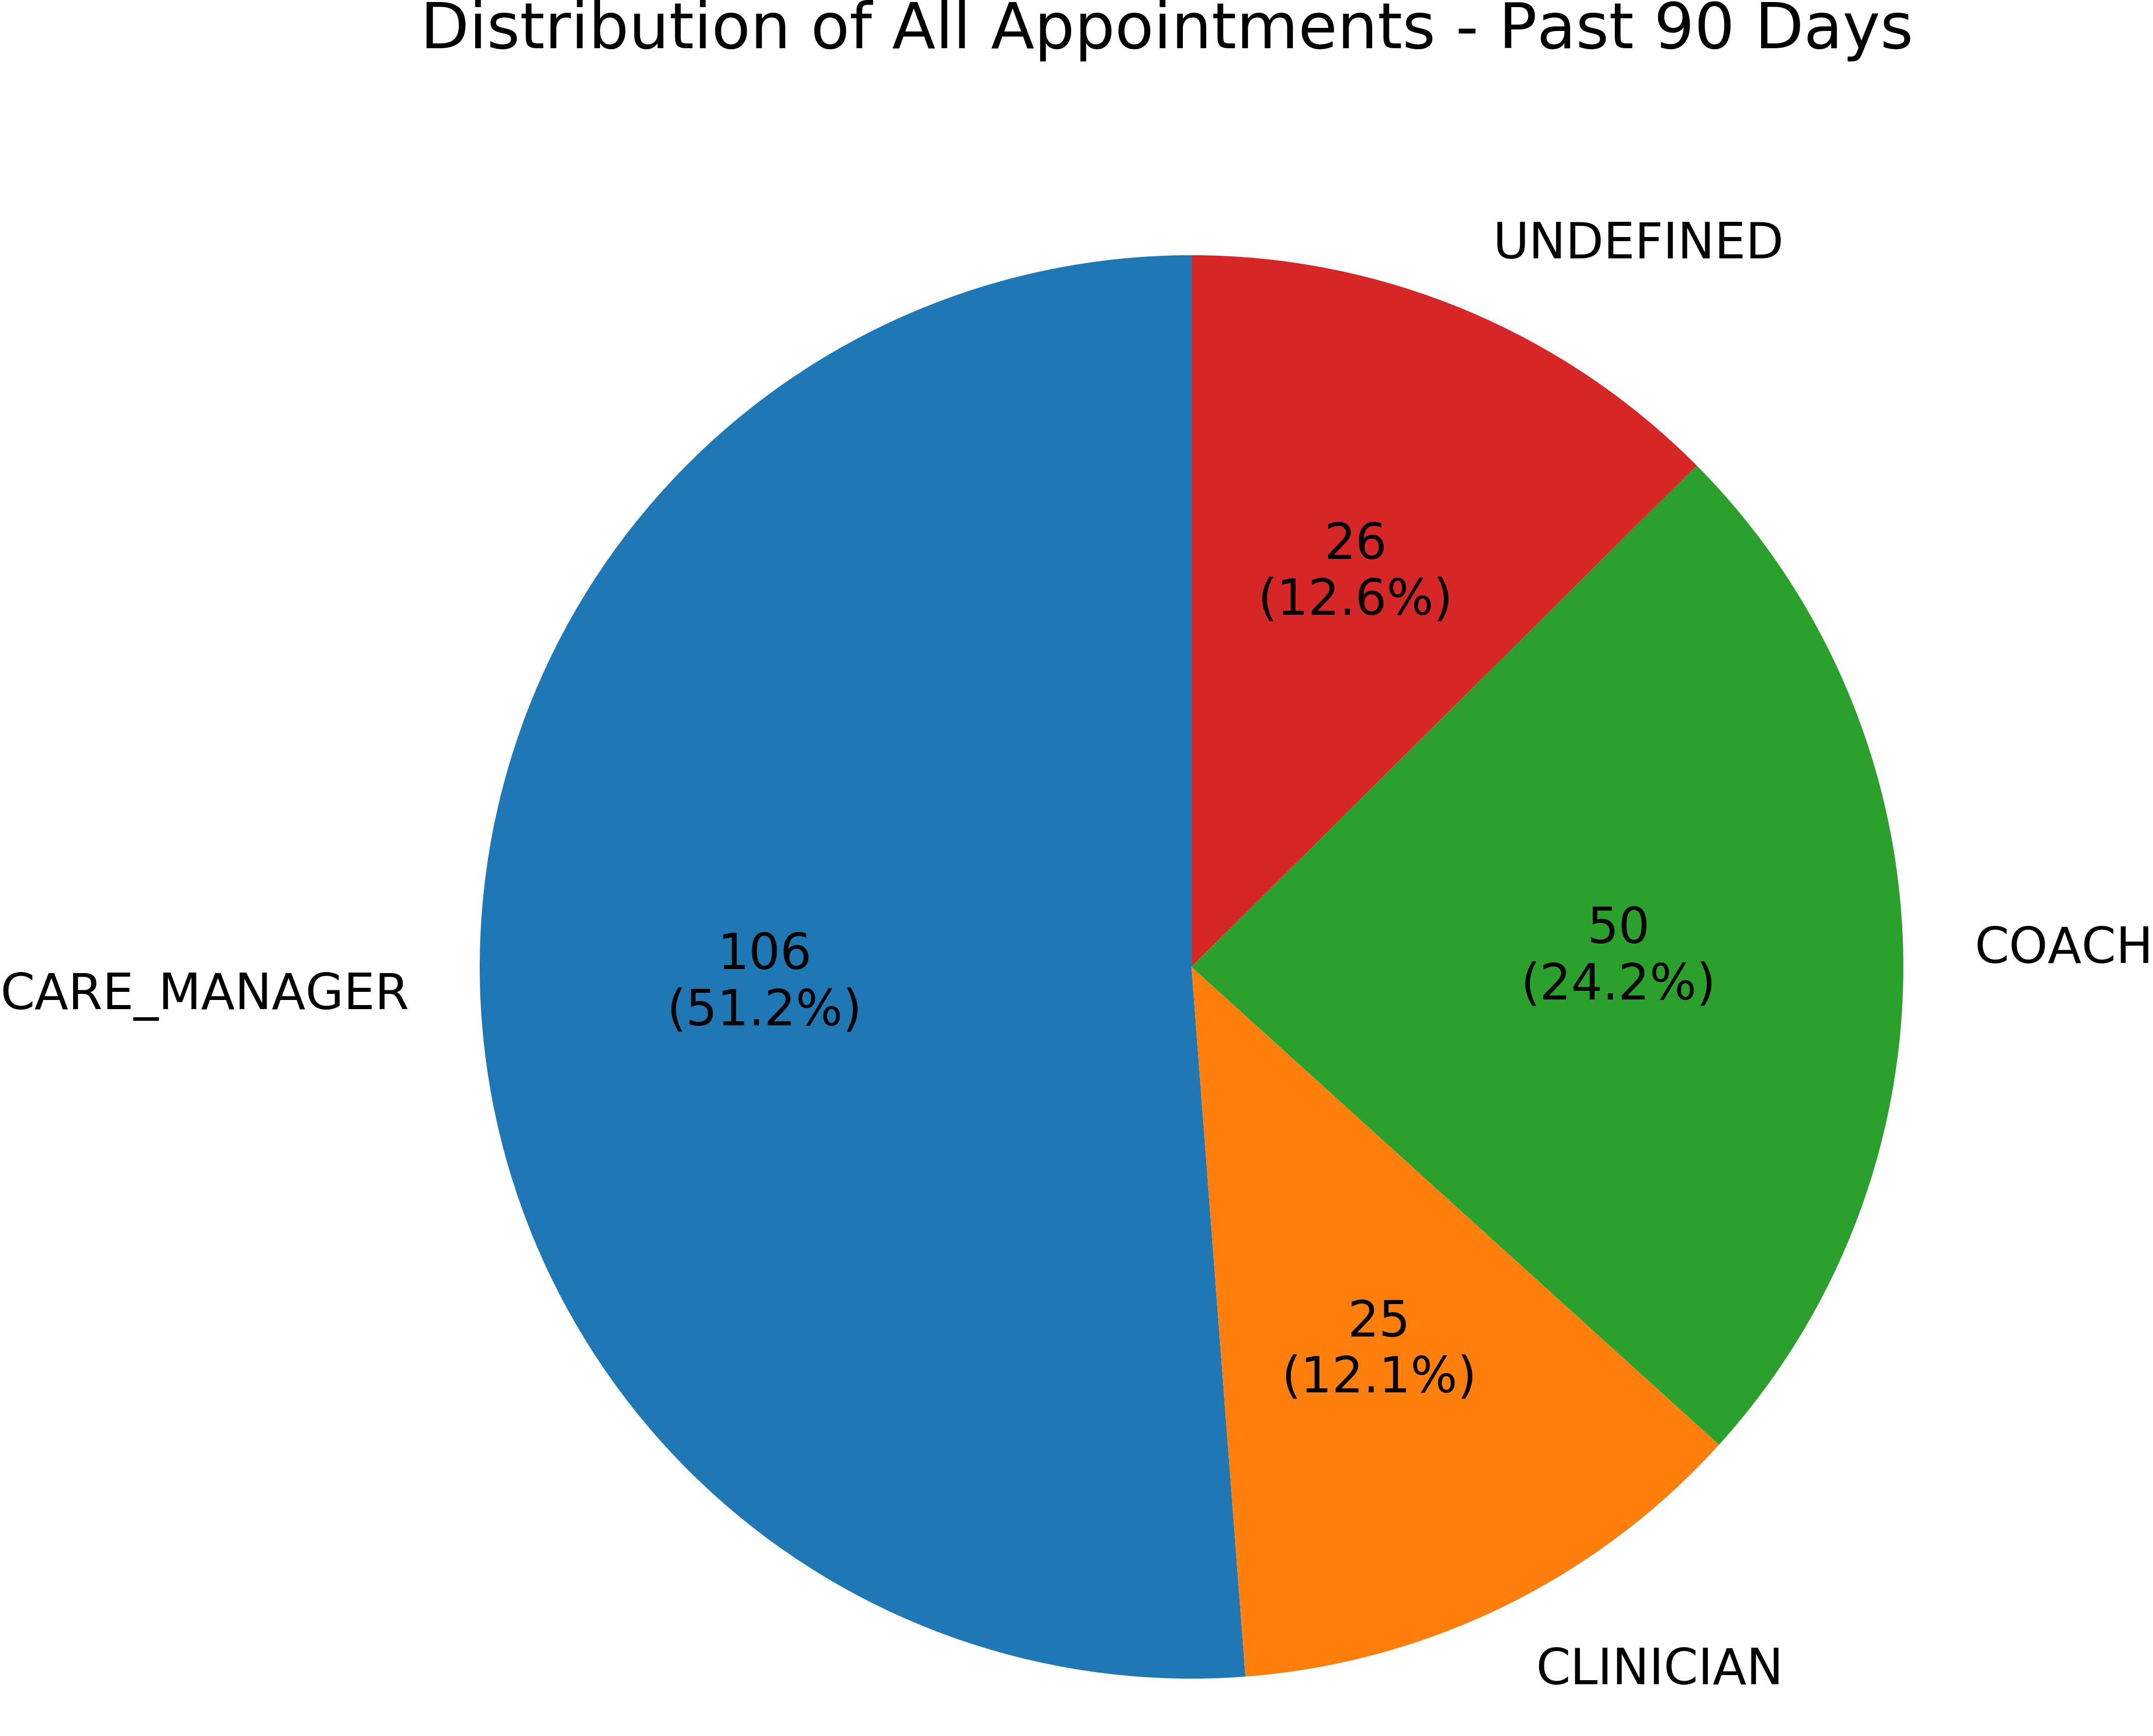 Distribution of All Appointments - Past 90 Days
UNDEFINED
26
(12.6%)
50
(24.2%)
COACH
106
(51.2%)
CARE_MANAGER
25
(12.1%)
CLINICIAN